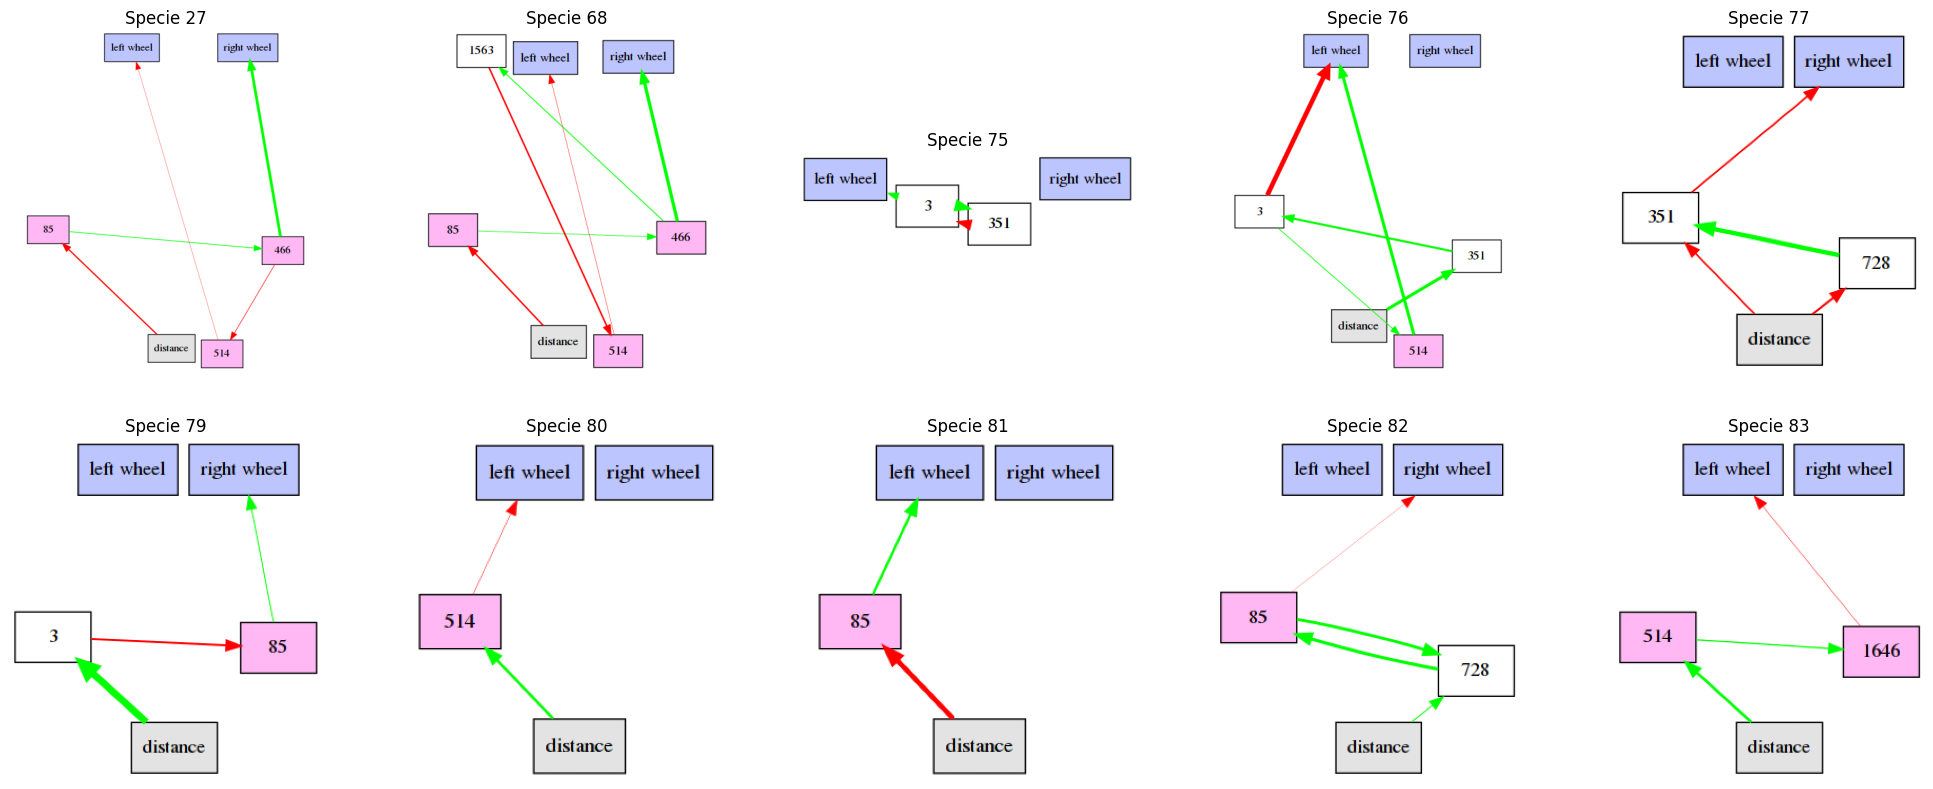 Specie 27
left wheel
right wheel
85
466
distance
514
Specie 68
1563
left wheel
right wheel
85
466
distance
514
Specie 75
left wheel
3
351
right wheel
Specie 76
left wheel
right wheel
3
351
distance
514
Specie 77
left wheel
right wheel
351
728
distance
Specie 79
left wheel
right wheel
3
85
distance
Specie 80
left wheel
right wheel
514
distance
Specie 81
left wheel
right wheel
85
distance
Specie 82
left wheel
right wheel
85
728
distance
Specie 83
left wheel
right wheel
514
1646
distance